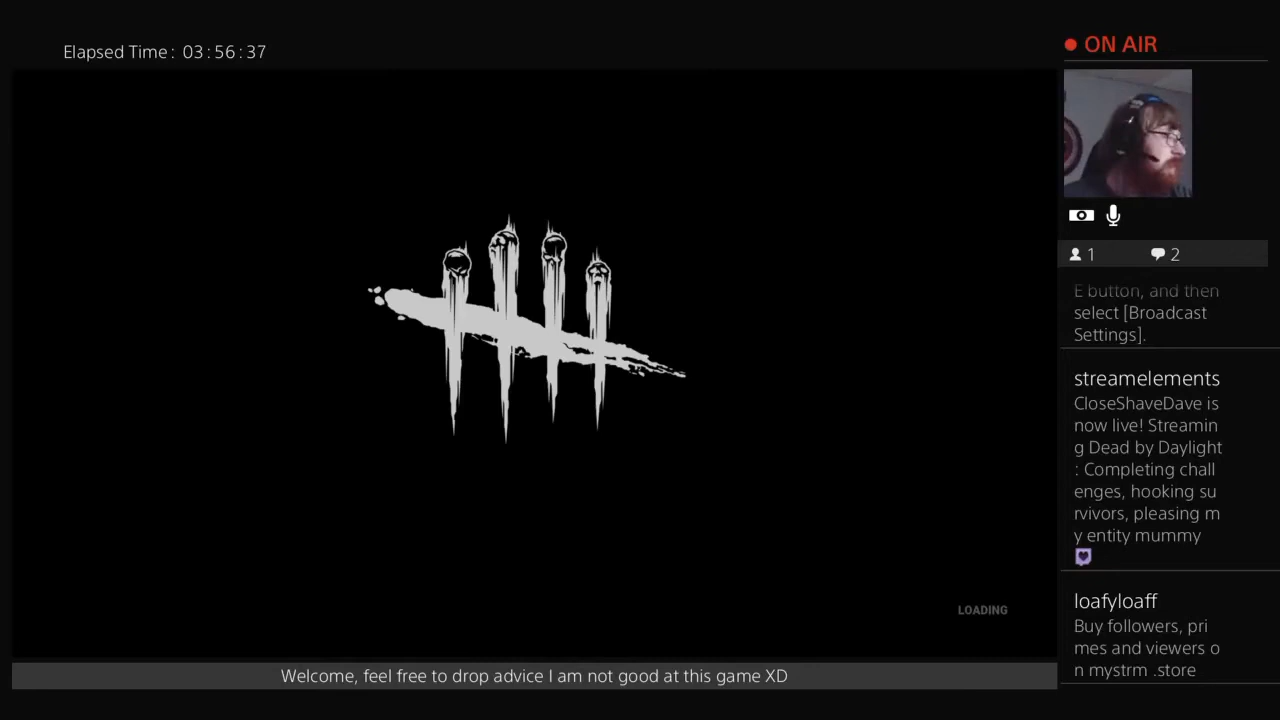 Elapsed Time: 03:56:37
ON AIR
1
2
E button, and then
select [Broadcast
Settings].
streamelements
CloseShaveDave is
now live! Streamin
g Dead by Daylight
: Completing chall
enges, hooking su
rvivors, pleasing m
y entity mummy
loafyloaff
Buy followers, pri
mes and viewers o
n mystrm .store
LOADING
Welcome, feel free to drop advice I am not good at this game XD